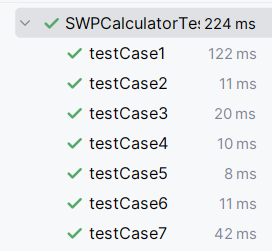 SWPCalculatorTes 224 ms
testCase1 122 ms
testCase2 11 ms
testCase3 20 ms
testCase4 10 ms
testCase5 8 ms
testCase6 11 ms
testCase7 42 ms